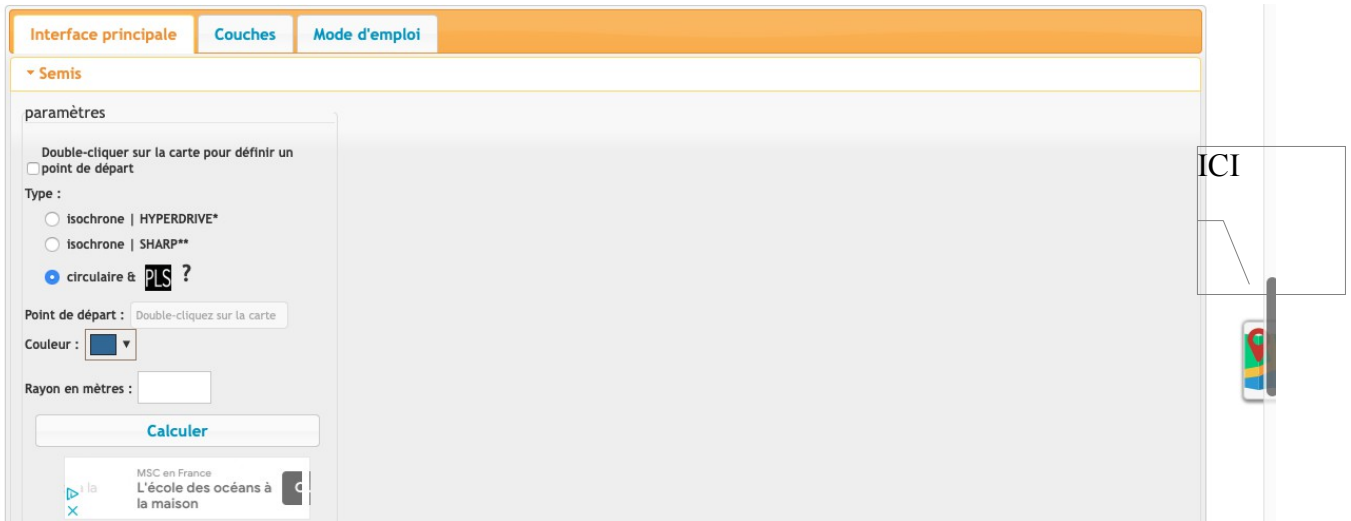 Interface principale Couches Mode d'emploi
Semis
paramètres
Double-cliquer sur la carte pour définir un
point de départ
Type :
isochrone | HYPERDRIVE*
isochrone | SHARP**
circulaire & PLS ?
Point de départ : Double-cliquez sur la carte
Couleur :
Rayon en mètres :
Calculer
MSC en France
la L'école des océans à
la maison
ICI